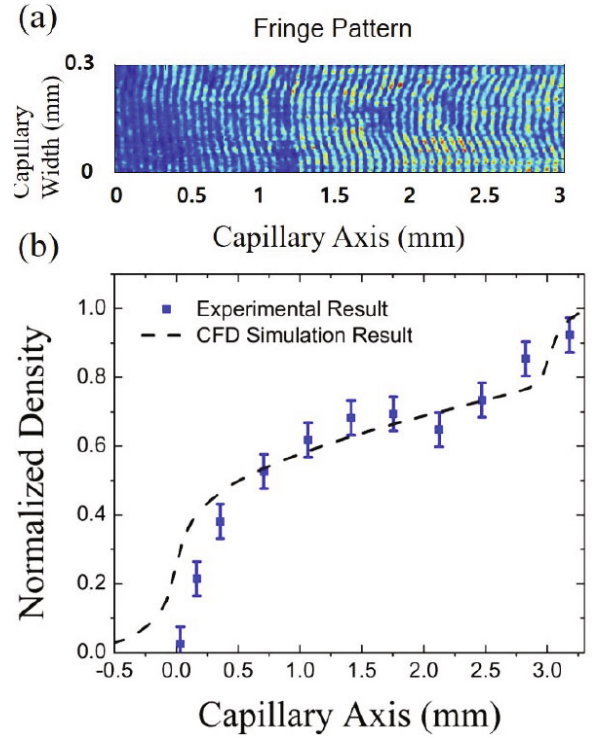 (a)
Fringe Pattern
0.3
0
Capillary
Width (mm)
0 0.5 1 1.5 2 2.5 3
Capillary Axis (mm)
(b)
1.0
0.8
0.6
0.4
0.2
0.0
Normalized Density
Experimental Result
CFD Simulation Result
-0.5 0.0 0.5 1.0 1.5 2.0 2.5 3.0
Capillary Axis (mm)